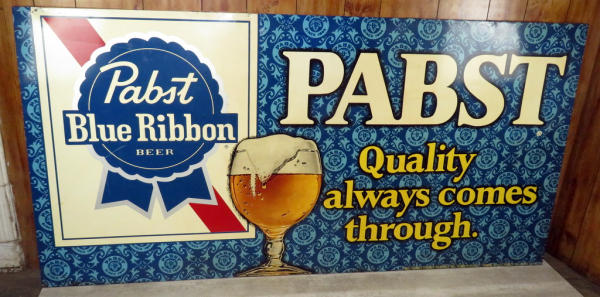 Pabst
Blue Ribbon
BEER
PABST
Quality
always comes
through.